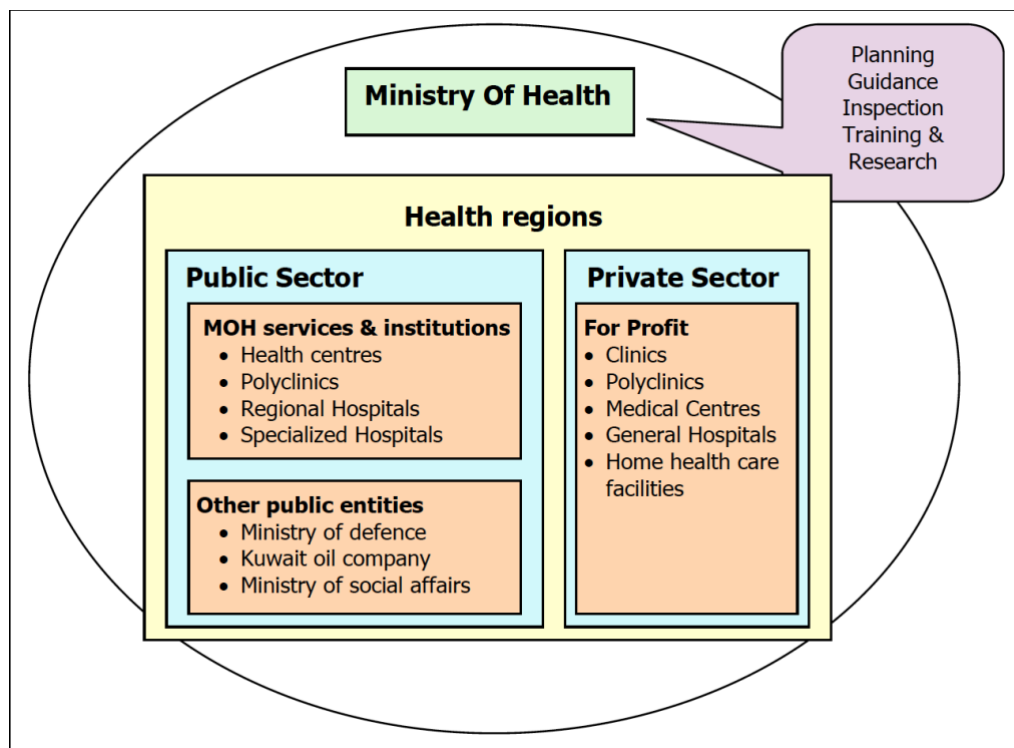 Planning
Guidance
Inspection
Training &
Research
Ministry Of Health
Health regions
Public Sector
MOH services & institutions
• Health centres
• Polyclinics
• Regional Hospitals
• Specialized Hospitals
Other public entities
• Ministry of defence
• Kuwait oil company
• Ministry of social affairs
Private Sector
For Profit
• Clinics
• Polyclinics
• Medical Centres
• General Hospitals
• Home health care
facilities